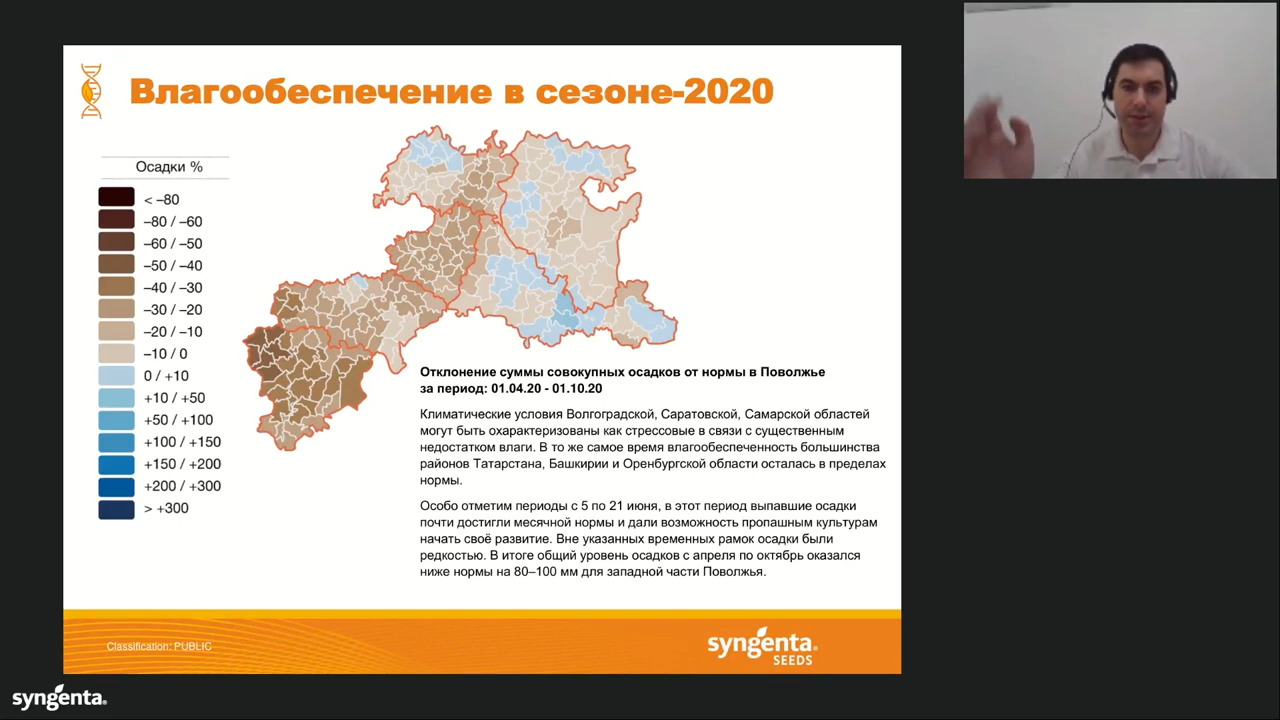 Влагообеспечение в сезоне-2020
Осадки %
< –80
–80 / –60
–60 / –50
–50 / –40
–40 / –30
–30 / –20
–20 / –10
–10 / 0
0 / +10
+10 / +50
+50 / +100
+100 / +150
+150 / +200
+200 / +300
> +300
Отклонение суммы совокупных осадков от нормы в Поволжье
за период: 01.04.20 - 01.10.20
Климатические условия Волгоградской, Саратовской, Самарской областей
могут быть охарактеризованы как стрессовые в связи с существенным
недостатком влаги. В то же самое время влагообеспеченность большинства
районов Татарстана, Башкирии и Оренбургской области осталась в пределах
нормы.
Особо отметим периоды с 5 по 21 июня, в этот период выпавшие осадки
почти достигли месячной нормы и дали возможность пропашным культурам
начать своё развитие. Вне указанных временных рамок осадки были
редкостью. В итоге общий уровень осадков с апреля по октябрь оказался
ниже нормы на 80–100 мм для западной части Поволжья.
Classification: PUBLIC
syngenta.
SEEDS
syngenta.